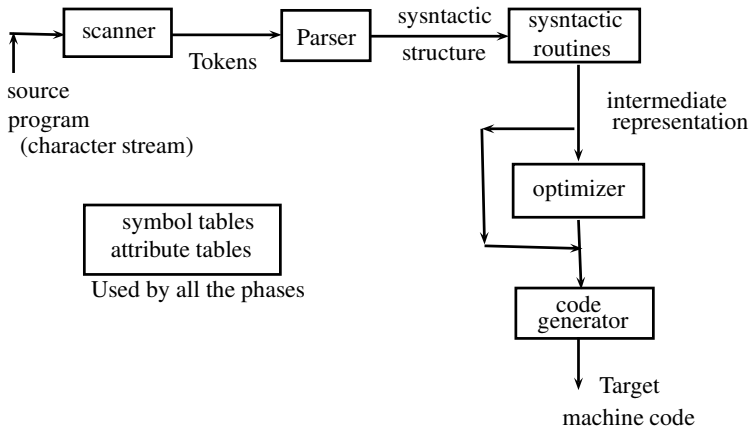 scanner
Tokens
Parser
sysntactic
structure
sysntactic
routines
source
program
(character stream)
intermediate
representation
optimizer
symbol tables
attribute tables
Used by all the phases
code
generator
Target
machine code